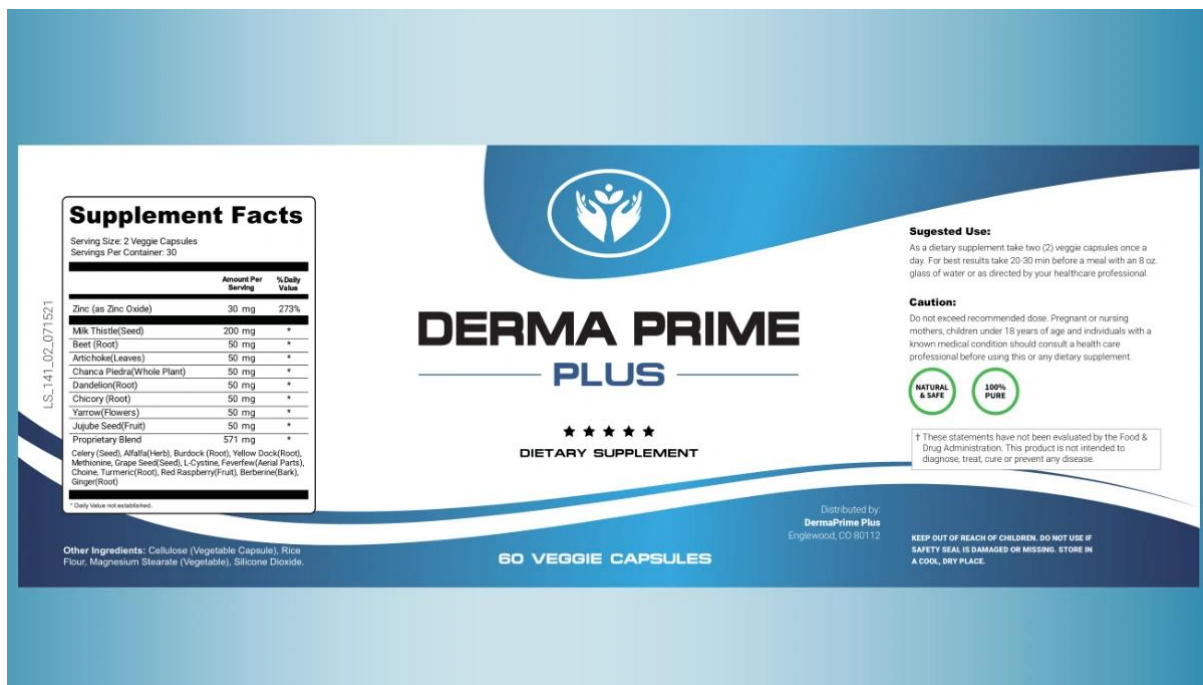 LS_141_02_071521
Supplement Facts
Serving Size: 2 Veggie Capsules
Servings Per Container: 30
Amount Per Serving %Daily Value
Zinc (as Zinc Oxide) 30 mg 273%
Milk Thistle(Seed) 200 mg *
Beet (Root) 50 mg *
Artichoke(Leaves) 50 mg *
Chanca Piedra(Whole Plant) 50 mg *
Dandelion(Root) 50 mg *
Chicory (Root) 50 mg *
Yarrow(Flowers) 50 mg *
Jujube Seed(Fruit) 50 mg *
Proprietary Blend 571 mg *
Celery (Seed), Alfalfa(Herb), Burdock (Root), Yellow Dock(Root),
Methionine, Grape Seed(Seed), L-Cystine, Feverfew(Aerial Parts),
Choine, Turmeric(Root), Red Raspberry(Fruit), Berberine(Bark),
Ginger(Root)
* Daily Value not established.
Other Ingredients: Cellulose (Vegetable Capsule), Rice
Flour, Magnesium Stearate (Vegetable), Silicone Dioxide.
DERMA PRIME
PLUS
★ ★ ★ ★ ★
DIETARY SUPPLEMENT
60 VEGGIE CAPSULES
Sugested Use:
As a dietary supplement take two (2) veggie capsules once a
day. For best results take 20-30 min before a meal with an 8 oz.
glass of water or as directed by your healthcare professional.
Caution:
Do not exceed recommended dose. Pregnant or nursing
mothers, children under 18 years of age and individuals with a
known medical condition should consult a health care
professional before using this or any dietary supplement.
NATURAL
& SAFE
100%
PURE
† These statements have not been evaluated by the Food &
Drug Administration. This product is not intended to
diagnose, treat, cure or prevent any disease.
Distributed by:
DermaPrime Plus
Englewood, CO 80112
KEEP OUT OF REACH OF CHILDREN. DO NOT USE IF
SAFETY SEAL IS DAMAGED OR MISSING. STORE IN
A COOL, DRY PLACE.